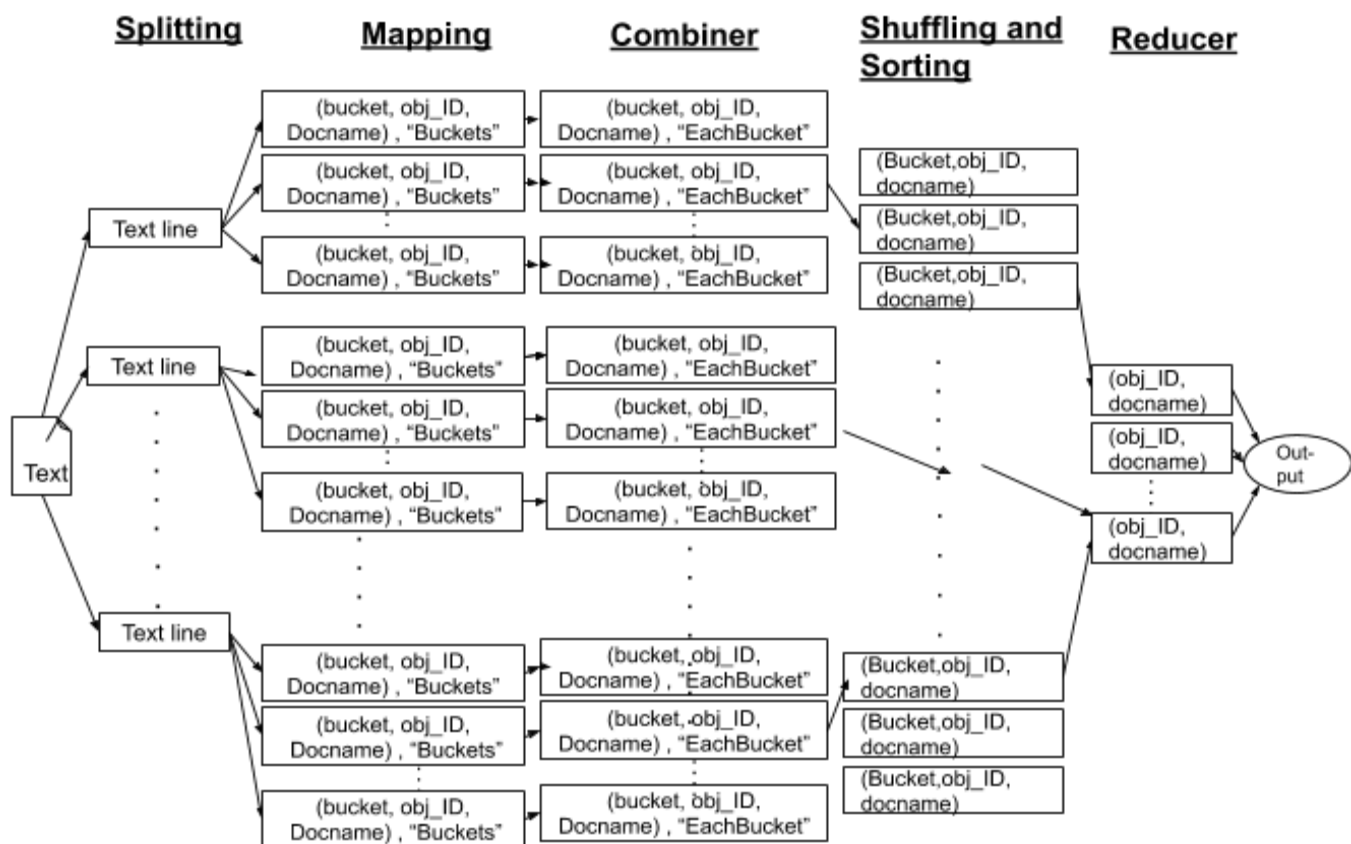 Splitting
Mapping
Combiner
Shuffling and
Sorting
Reducer
Text
Text line
Text line
Text line
(bucket, obj_ID,
Docname) , “Buckets”
(bucket, obj_ID,
Docname) , “Buckets”
(bucket, obj_ID,
Docname) , “Buckets”
(bucket, obj_ID,
Docname) , “Buckets”
(bucket, obj_ID,
Docname) , “Buckets”
(bucket, obj_ID,
Docname) , “Buckets”
(bucket, obj_ID,
Docname) , “Buckets”
(bucket, obj_ID,
Docname) , “Buckets”
(bucket, obj_ID,
Docname) , “Buckets”
(bucket, obj_ID,
Docname) , “EachBucket”
(bucket, obj_ID,
Docname) , “EachBucket”
(bucket, obj_ID,
Docname) , “EachBucket”
(bucket, obj_ID,
Docname) , “EachBucket”
(bucket, obj_ID,
Docname) , “EachBucket”
(bucket, obj_ID,
Docname) , “EachBucket”
(bucket, obj_ID,
Docname) , “EachBucket”
(bucket, obj_ID,
Docname) , “EachBucket”
(bucket, obj_ID,
Docname) , “EachBucket”
(Bucket,obj_ID,
docname)
(Bucket,obj_ID,
docname)
(Bucket,obj_ID,
docname)
(Bucket,obj_ID,
docname)
(Bucket,obj_ID,
docname)
(Bucket,obj_ID,
docname)
(obj_ID,
docname)
(obj_ID,
docname)
(obj_ID,
docname)
Out-
put